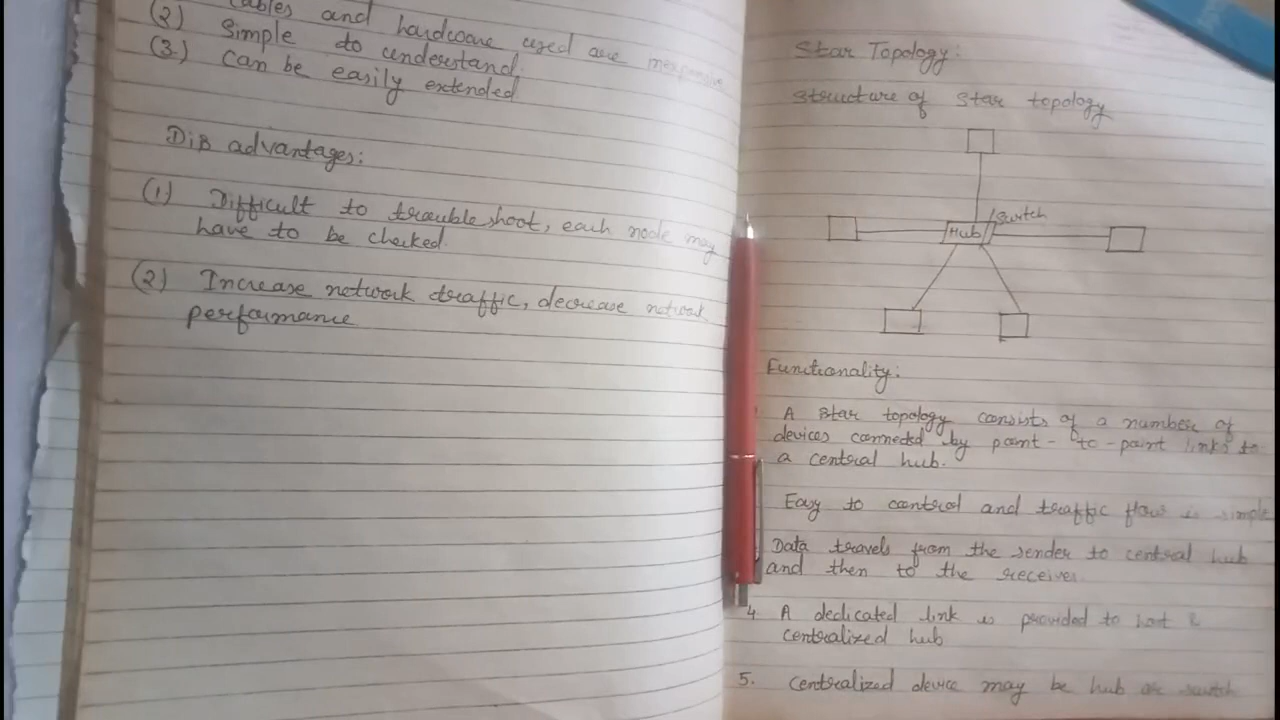 cables and hardware used are inexpensive
(2) Simple to understand.
(3) Can be easily extended
Dis advantages:
(1) Difficult to trouble shoot, each node may
have to be checked.
(2) Increase network traffic, decrease network
performance
Star Topology:
Structure of Star topology
Switch
Hub
Functionality:
A Star topology consists of a number of
devices connected by point-to-point links to
a central hub.
Easy to control and traffic flow is simple
Data travels from the sender to central hub
and then to the receiver
4. A dedicated link is provided to host &
centralized hub
5. Centralized device may be hub or switch